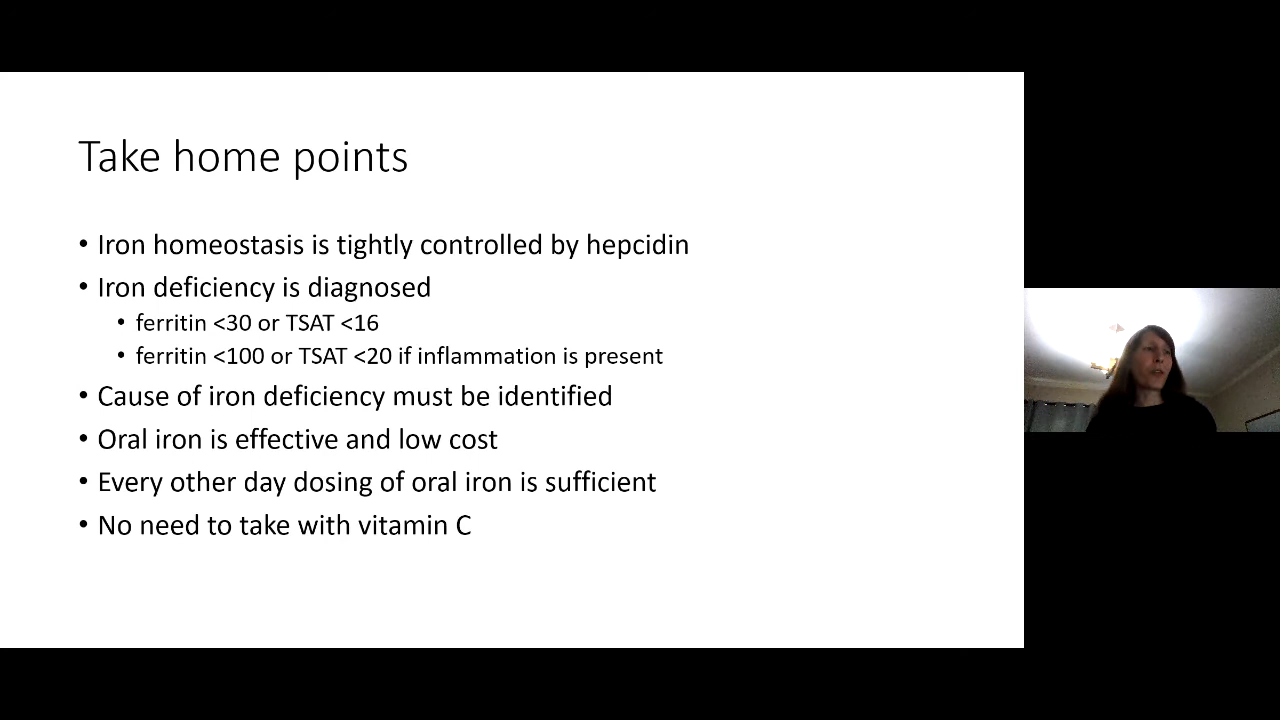 Take home points
• Iron homeostasis is tightly controlled by hepcidin
• Iron deficiency is diagnosed
• ferritin <30 or TSAT <16
• ferritin <100 or TSAT <20 if inflammation is present
• Cause of iron deficiency must be identified
• Oral iron is effective and low cost
• Every other day dosing of oral iron is sufficient
• No need to take with vitamin C